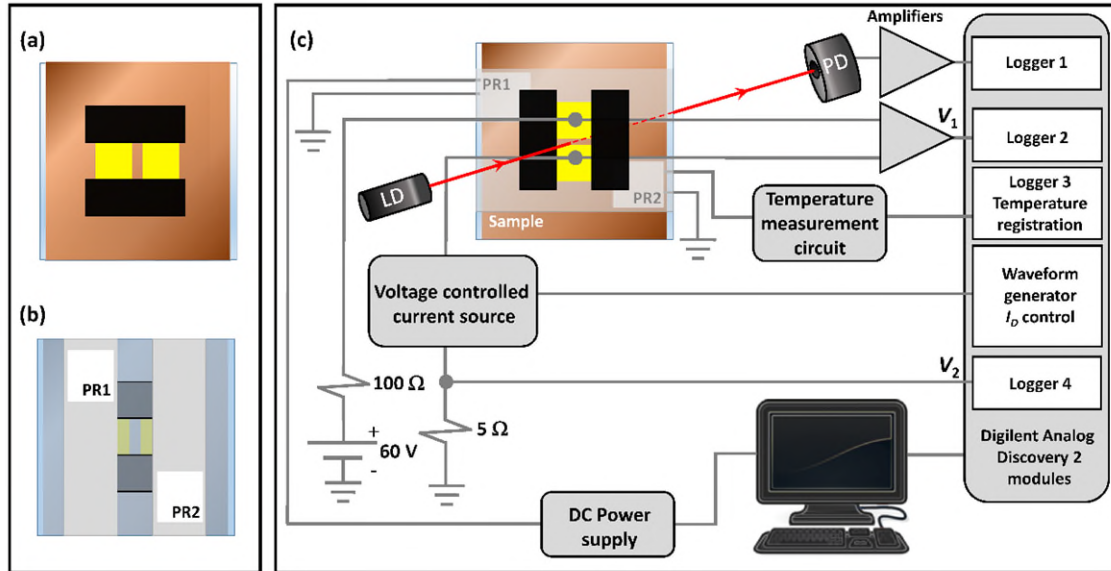 (a)
(b)
PR1
PR2
(c)
Amplifiers
PR1
PD
Logger 1
V1
Logger 2
LD
PR2
Sample
Temperature
measurement
circuit
Logger 3
Temperature
registration
Voltage controlled
current source
Waveform
generator
ID control
V2
Logger 4
100 Ω
+
60 V
-
5 Ω
Digilent Analog
Discovery 2
modules
DC Power
supply